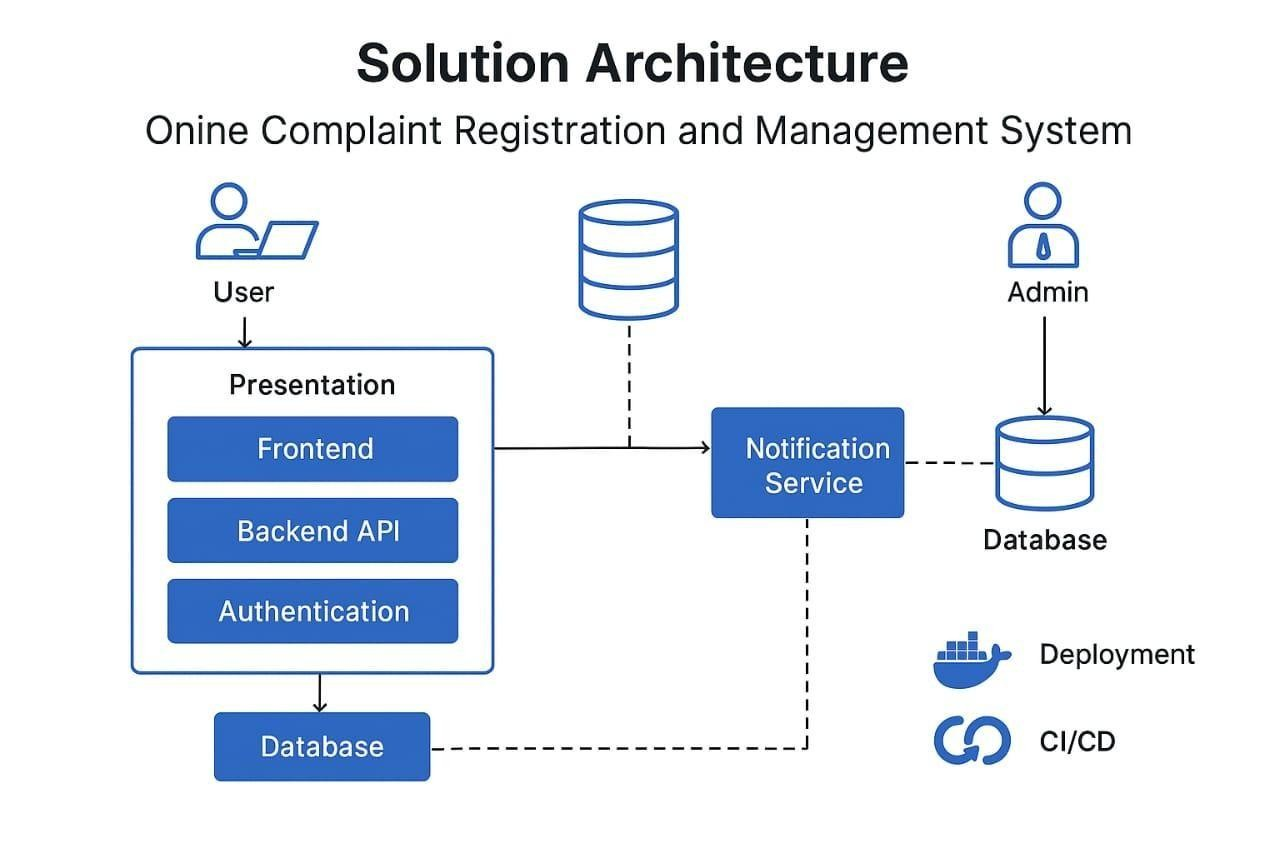 Solution Architecture
Onine Complaint Registration and Management System
User
Admin
Presentation
Frontend
Backend API
Authentication
Notification
Service
Database
Database
Deployment
CI/CD